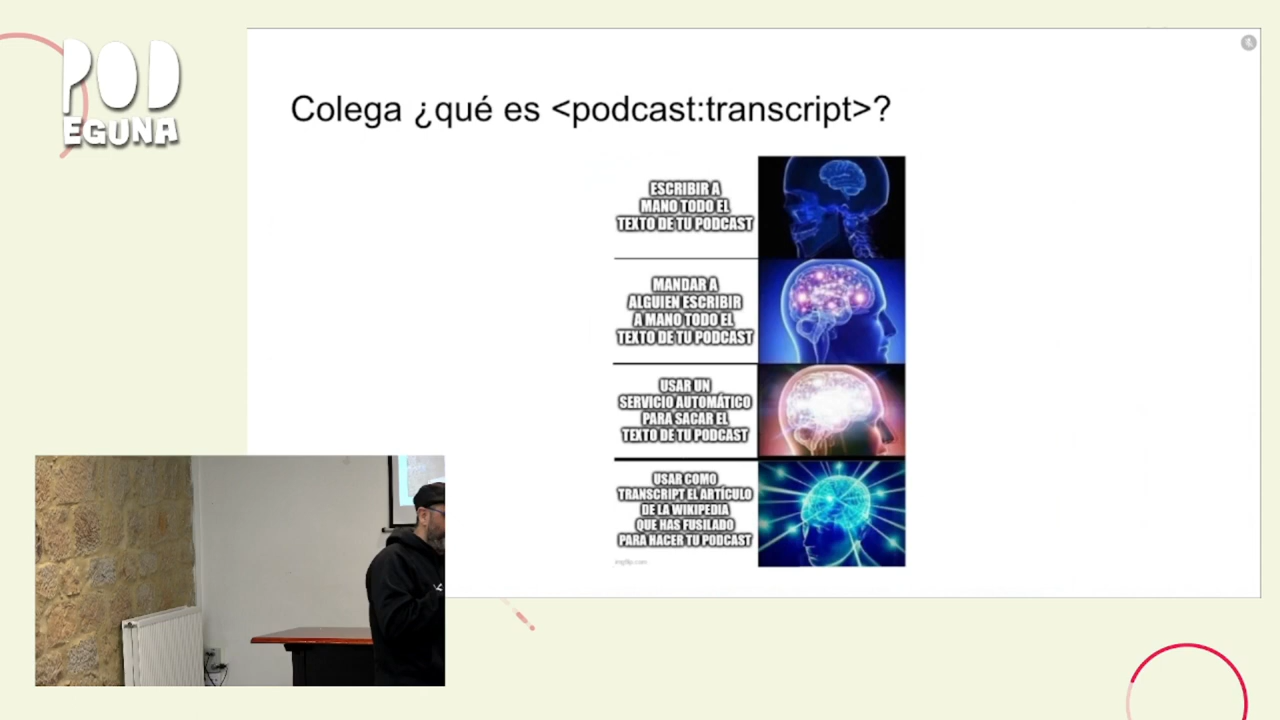 POD
EGUNA
Colega ¿qué es <podcast:transcript>?
ESCRIBIR A
MANO TODO EL
TEXTO DE TU PODCAST
MANDAR A
ALGUIEN ESCRIBIR
A MANO TODO EL
TEXTO DE TU PODCAST
USAR UN
SERVICIO AUTOMÁTICO
PARA SACAR EL
TEXTO DE TU PODCAST
USAR COMO
TRANSCRIPT EL ARTÍCULO
DE LA WIKIPEDIA
QUE HAS FUSILADO
PARA HACER TU PODCAST
imgflip.com